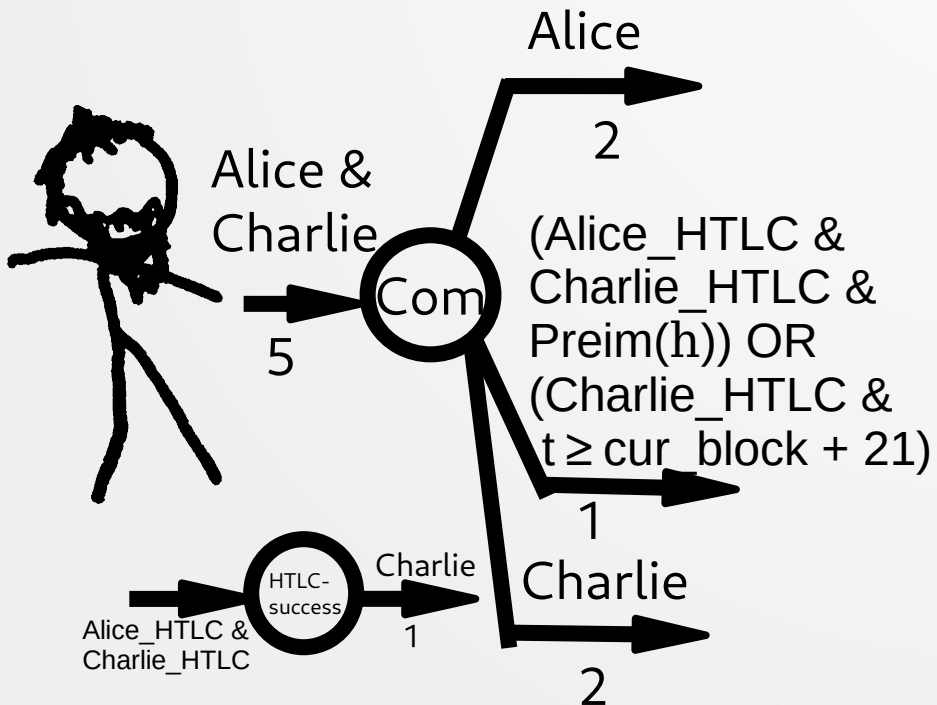 Alice
2
Alice &
Charlie
5
Com
(Alice_HTLC &
Charlie_HTLC &
Preim(h)) OR
(Charlie_HTLC &
t ≥ cur_block + 21)
1
Charlie
2
HTLC-
success
Charlie
1
Alice_HTLC &
Charlie_HTLC